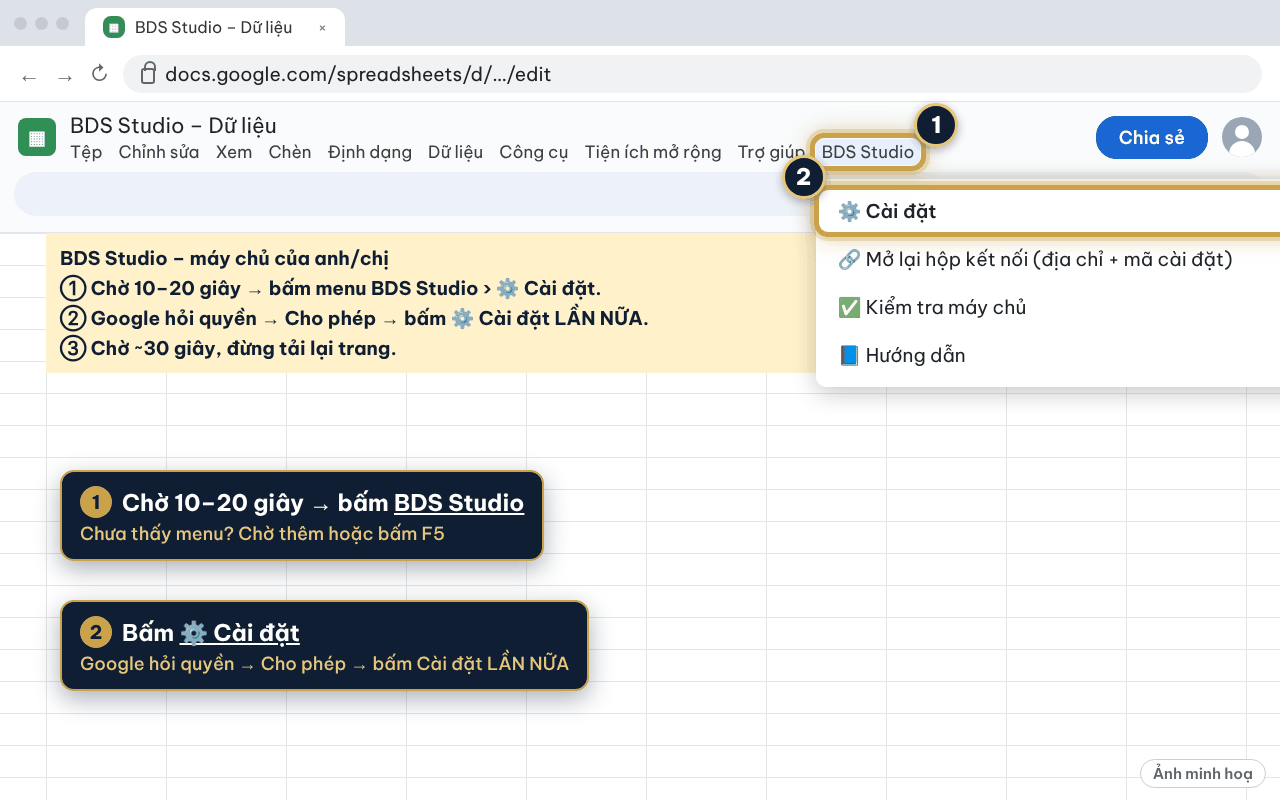 BDS Studio – Dữ liệu ×
docs.google.com/spreadsheets/d/.../edit
BDS Studio – Dữ liệu
Tệp Chỉnh sửa Xem Chèn Định dạng Dữ liệu Công cụ Tiện ích mở rộng Trợ giúp BDS Studio
1
Chia sẻ
2
⚙️ Cài đặt
🔗 Mở lại hộp kết nối (địa chỉ + mã cài đặt)
✅ Kiểm tra máy chủ
📘 Hướng dẫn
BDS Studio – máy chủ của anh/chị
① Chờ 10–20 giây → bấm menu BDS Studio › ⚙️ Cài đặt.
② Google hỏi quyền → Cho phép → bấm ⚙️ Cài đặt LẦN NỮA.
③ Chờ ~30 giây, đừng tải lại trang.
1 Chờ 10–20 giây → bấm BDS Studio
Chưa thấy menu? Chờ thêm hoặc bấm F5
2 Bấm ⚙️ Cài đặt
Google hỏi quyền → Cho phép → bấm Cài đặt LẦN NỮA
Ảnh minh hoạ